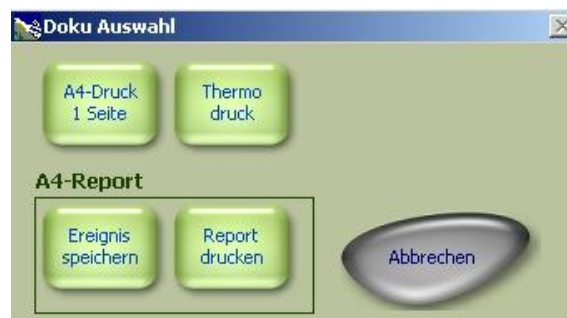 Doku Auswahl
A4-Druck
1 Seite
Thermo
druck
A4-Report
Ereignis
speichern
Report
drucken
Abbrechen